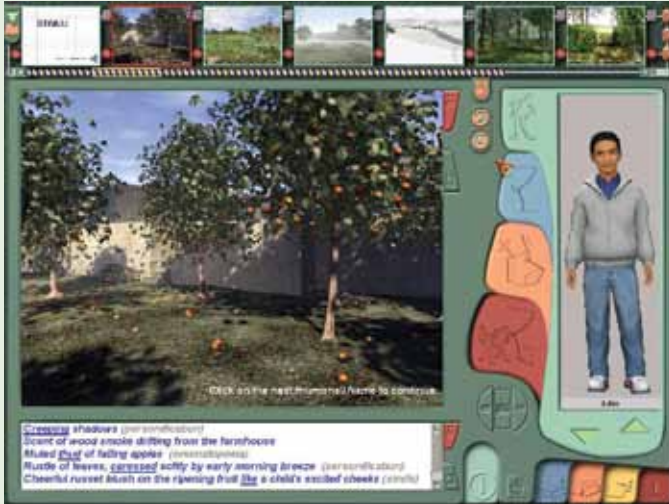 Click on the next thumbnail frame to continue
Creeping shadows (personification)
Scent of wood smoke drifting from the farmhouse
Muted thud of falling apples (onomatopoeia)
Rustle of leaves, caressed softly by early morning breeze (personification)
Cheerful russet blush on the ripening fruit like a child's excited cheeks (simile)